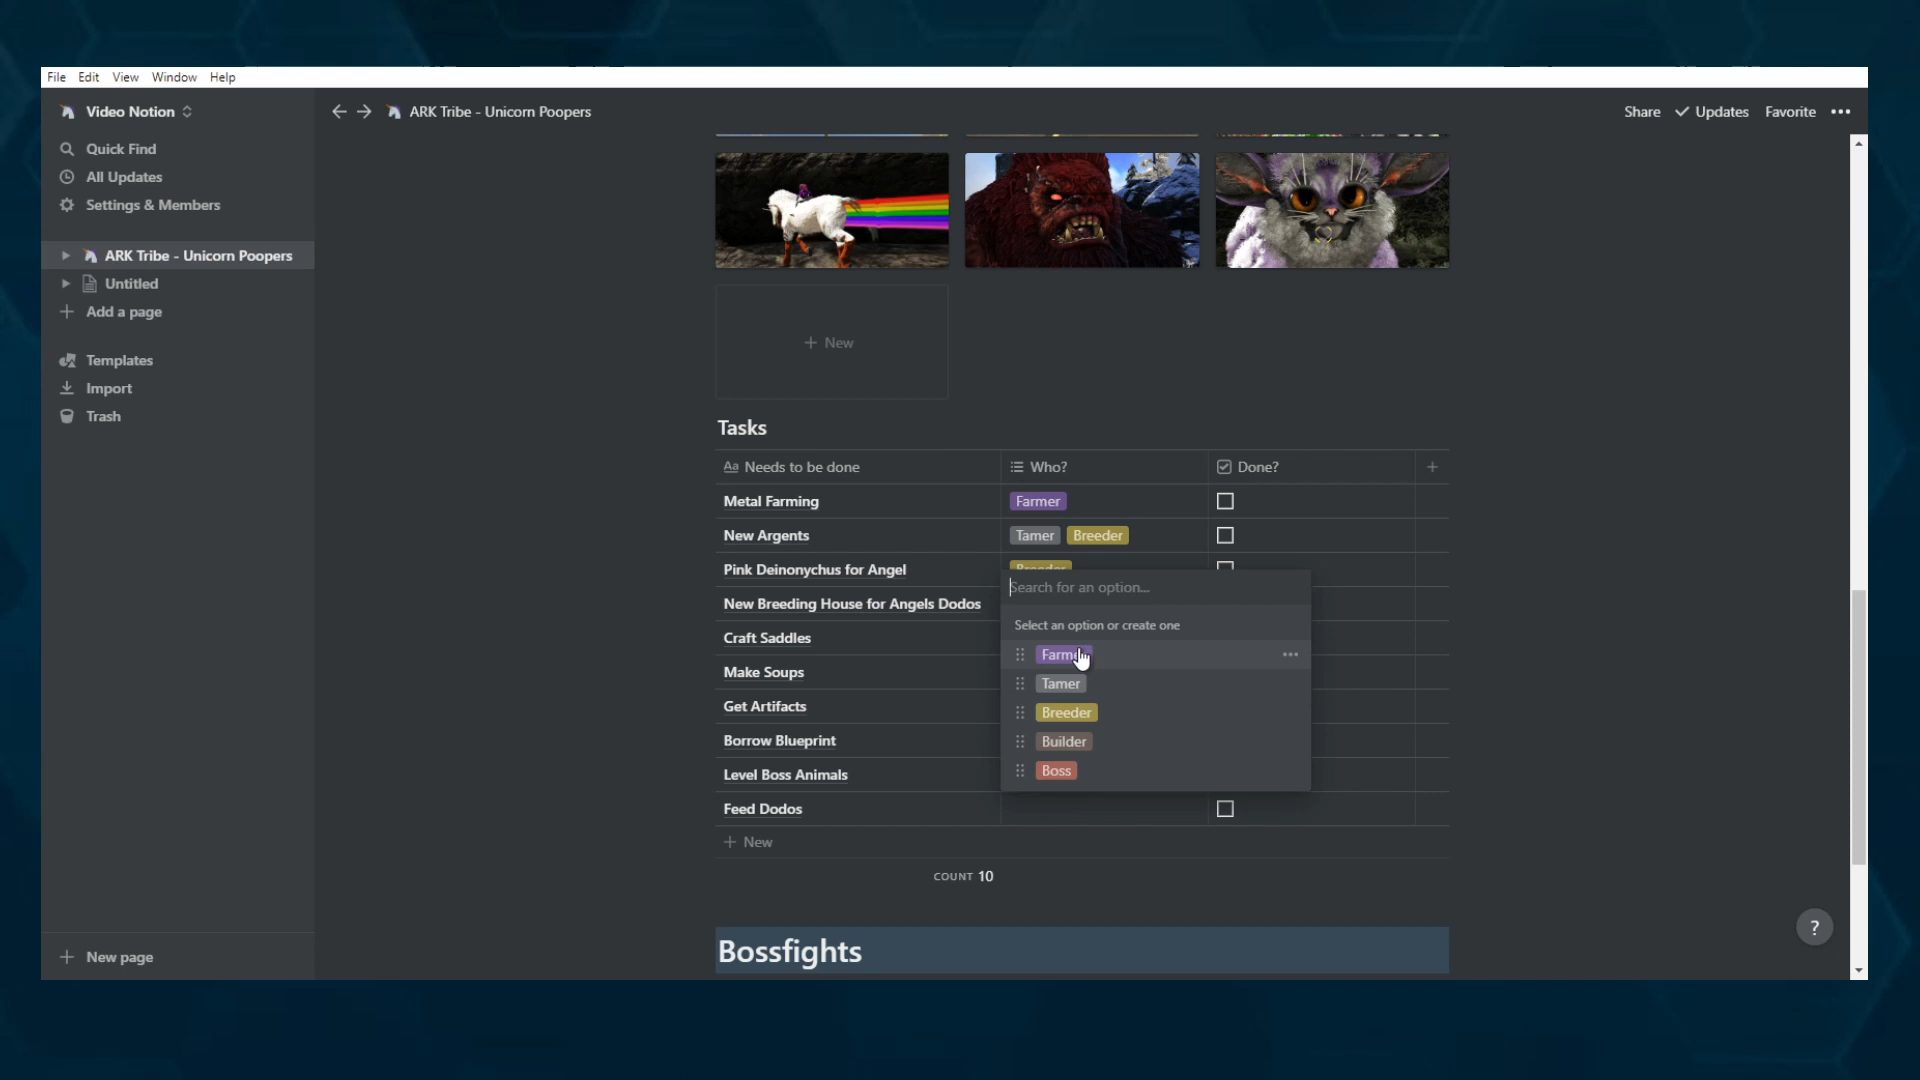 File Edit View Window Help
Video Notion
ARK Tribe - Unicorn Poopers
Share Updates Favorite
Quick Find
All Updates
Settings & Members
ARK Tribe - Unicorn Poopers
Untitled
Add a page
Templates
Import
Trash
New page
New
Tasks
Aa Needs to be done Who? Done?
Metal Farming Farmer
New Argents Tamer Breeder
Pink Deinonychus for Angel Breeder
New Breeding House for Angels Dodos
Craft Saddles
Make Soups
Get Artifacts
Borrow Blueprint
Level Boss Animals
Feed Dodos
Search for an option...
Select an option or create one
Farmer
Tamer
Breeder
Builder
Boss
New
COUNT 10
Bossfights
?